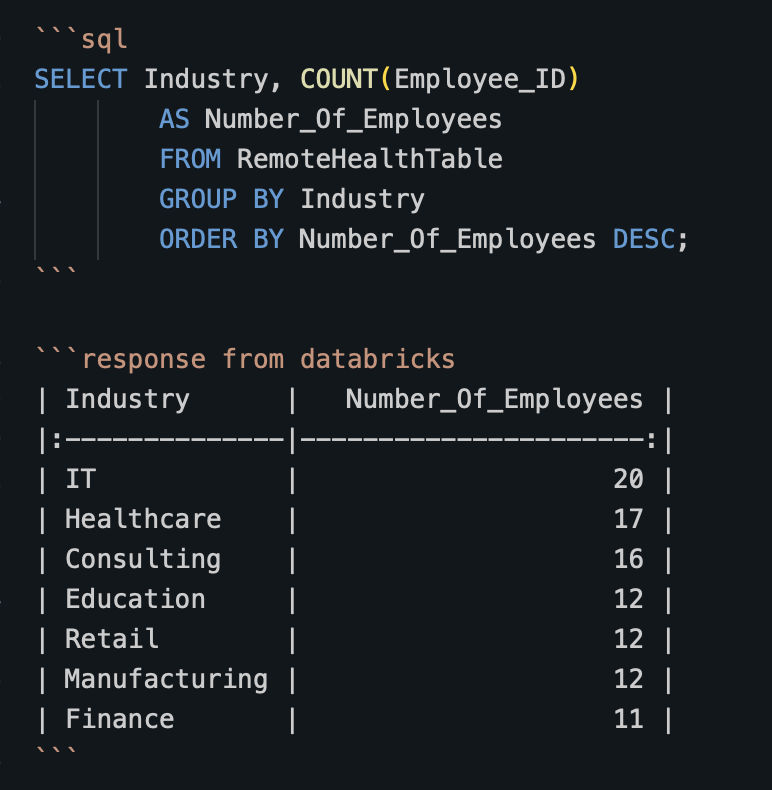 ```sql
SELECT Industry, COUNT(Employee_ID)
        AS Number_Of_Employees
        FROM RemoteHealthTable
        GROUP BY Industry
        ORDER BY Number_Of_Employees DESC;
```

```response from databricks
| Industry      |   Number_Of_Employees |
|:--------------|----------------------:|
| IT            |                    20 |
| Healthcare    |                    17 |
| Consulting    |                    16 |
| Education     |                    12 |
| Retail        |                    12 |
| Manufacturing |                    12 |
| Finance       |                    11 |
```